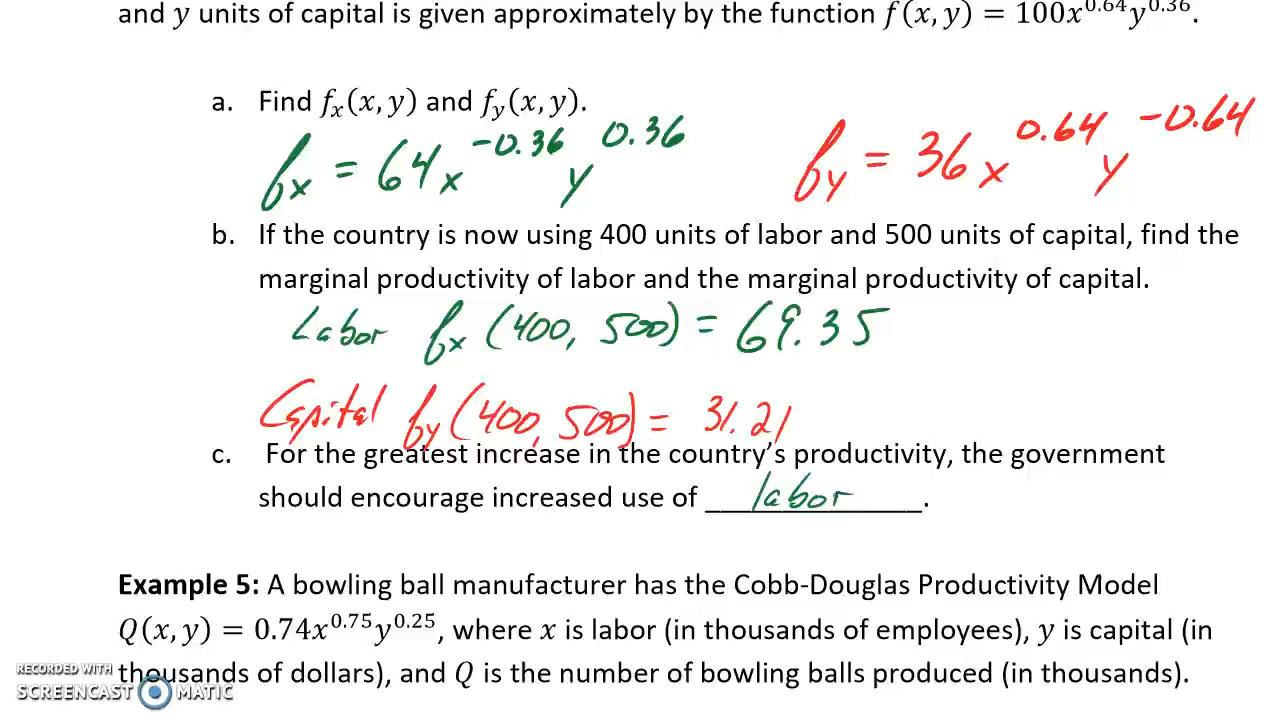 and y units of capital is given approximately by the function f(x, y) = 100x^0.64 y^0.36.
a. Find fₓ(x, y) and f_y(x, y).
fx = 64x^-0.36 y^0.36 fy = 36x^0.64 y^-0.64
b. If the country is now using 400 units of labor and 500 units of capital, find the
marginal productivity of labor and the marginal productivity of capital.
Labor fx (400, 500) = 69.35
Capital fy (400, 500) = 31.21
c. For the greatest increase in the country's productivity, the government
should encourage increased use of ______labor______.
Example 5: A bowling ball manufacturer has the Cobb-Douglas Productivity Model
Q(x, y) = 0.74x^0.75 y^0.25, where x is labor (in thousands of employees), y is capital (in
thousands of dollars), and Q is the number of bowling balls produced (in thousands).
RECORDED WITH
SCREENCAST MATIC